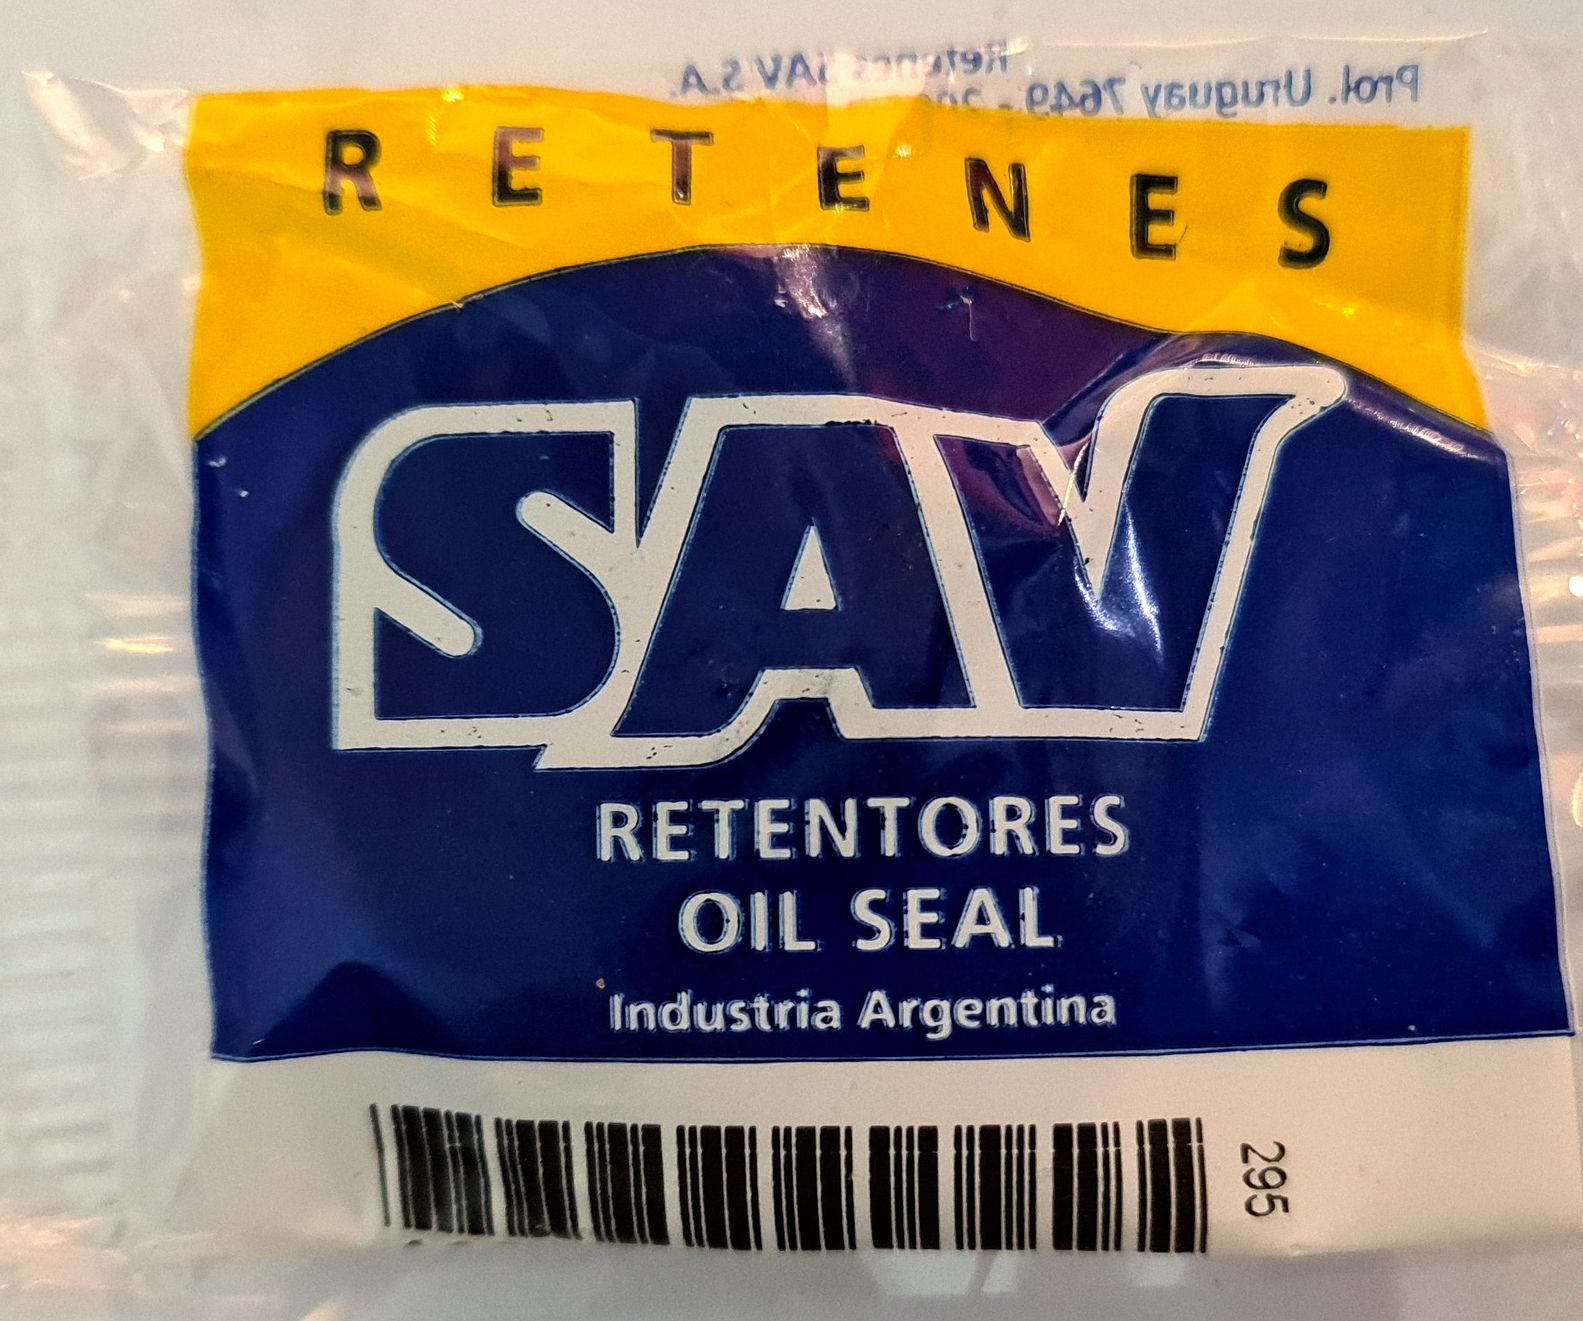 Retenes SAV S.A.
Prol. Uruguay 7649 -
RETENES
SAV
RETENTORES
OIL SEAL
Industria Argentina
295